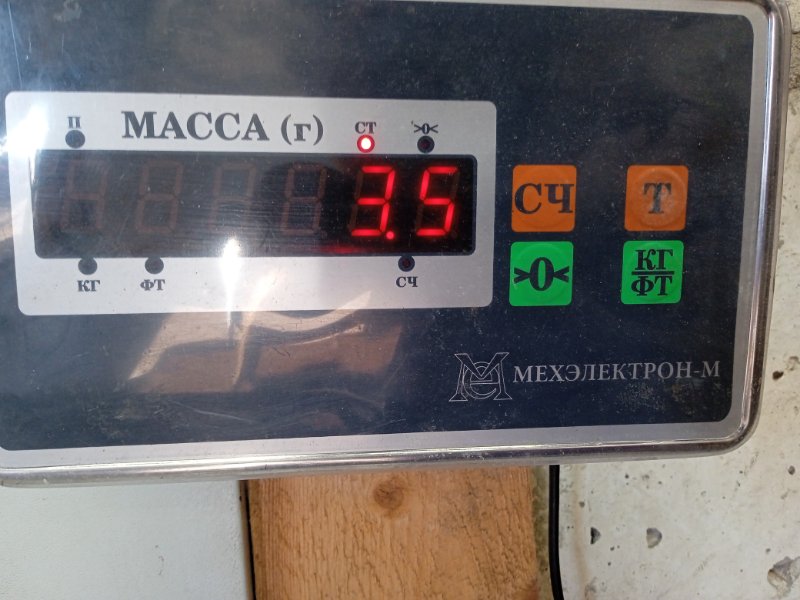 П МАССА (г) СТ >0<
3.5
КГ ФТ СЧ
СЧ Т
>0< КГ/ФТ
МЕХЭЛЕКТРОН-М